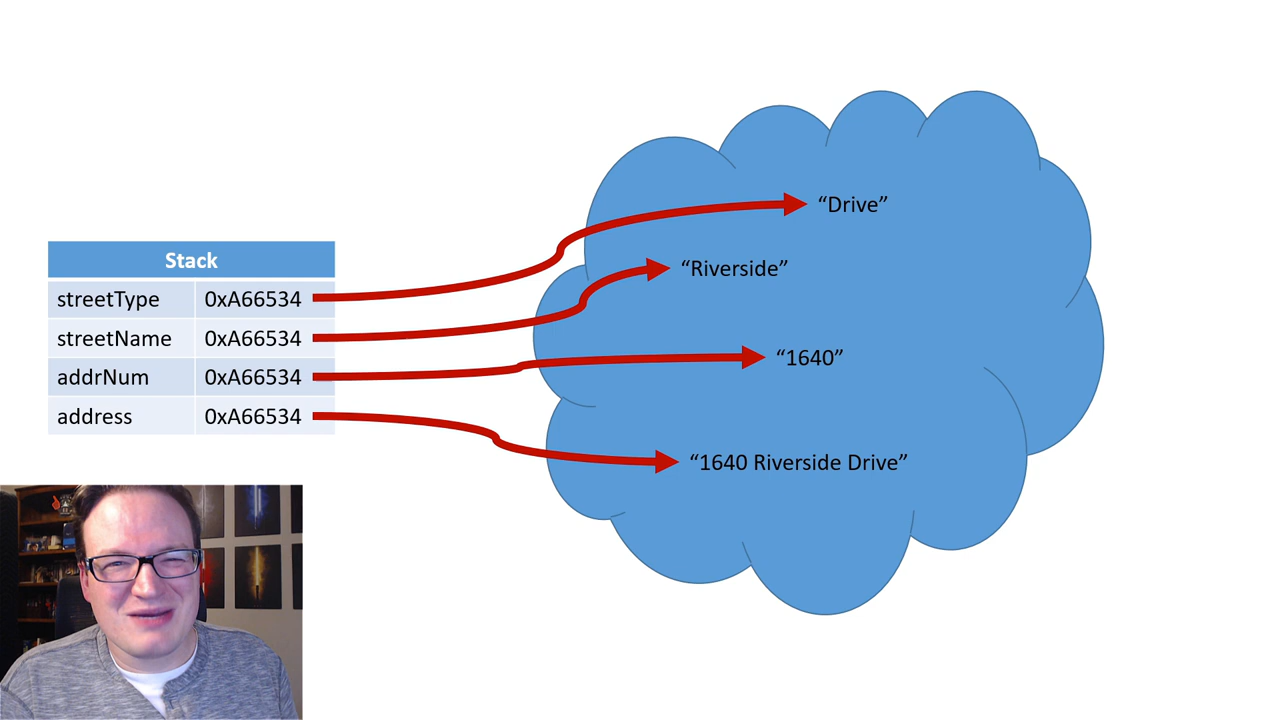 Stack
streetType 0xA66534
streetName 0xA66534
addrNum 0xA66534
address 0xA66534
“Drive”
“Riverside”
“1640”
“1640 Riverside Drive”